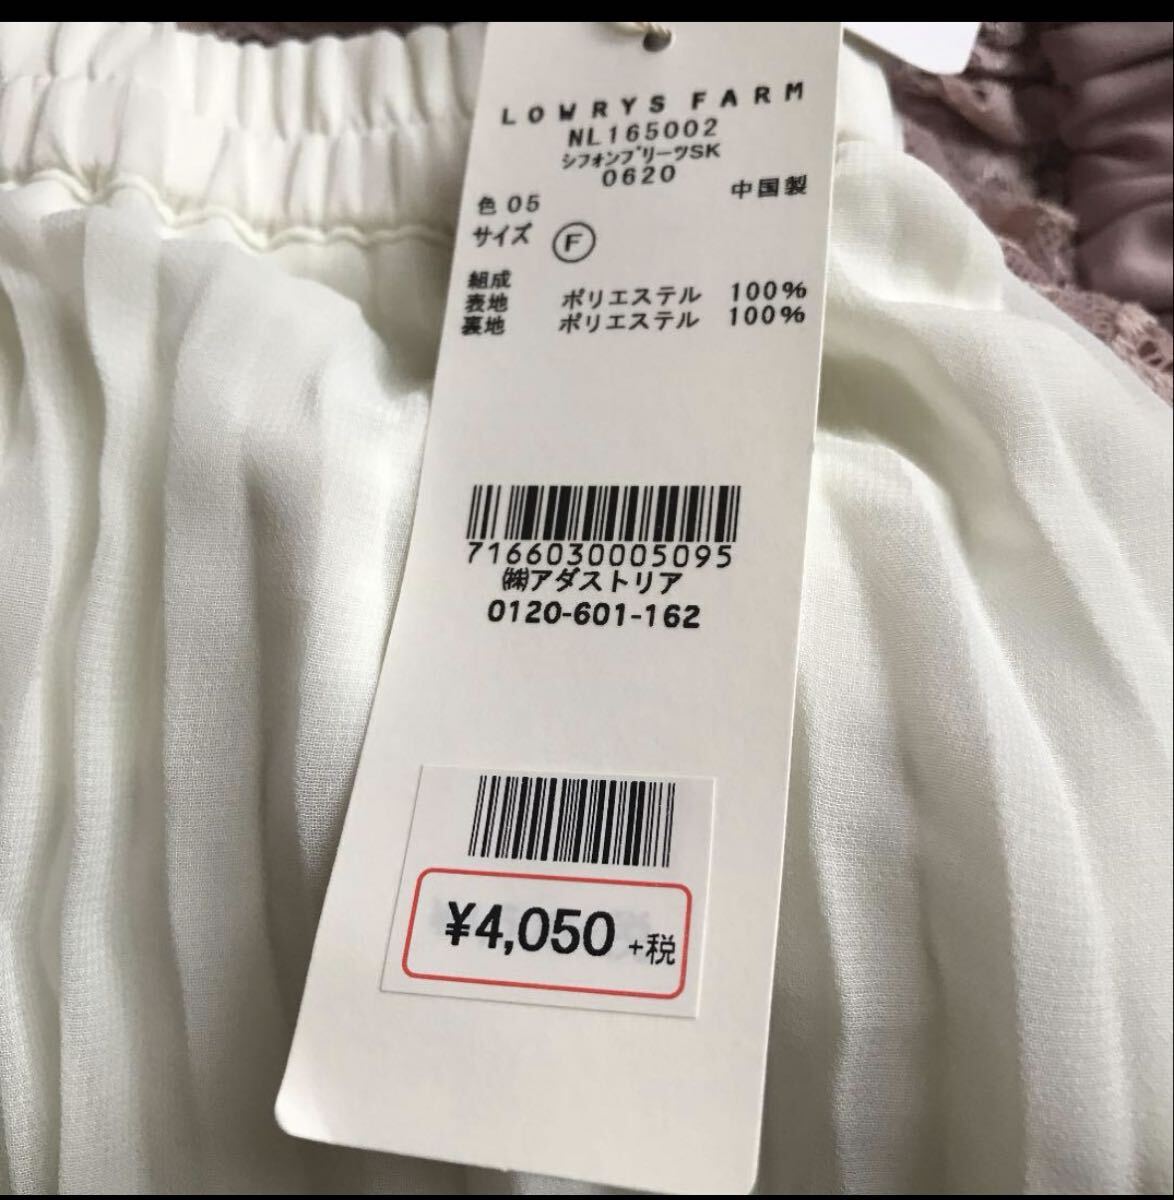 LOWRYS FARM
NL165002
シフォンプリーツSK
0620
色 05 中国製
サイズ Ⓕ
組成
表地 ポリエステル 100%
裏地 ポリエステル 100%
7166030005095
㈱アダストリア
0120-601-162
¥4,050 +税